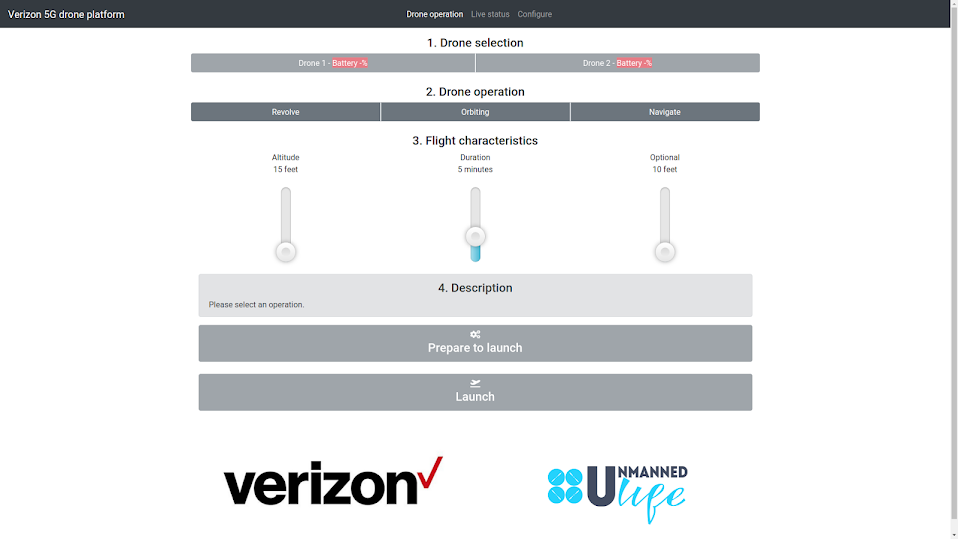 Verizon 5G drone platform
Drone operation Live status Configure
1. Drone selection
Drone 1 - Battery -%
Drone 2 - Battery -%
2. Drone operation
Revolve
Orbiting
Navigate
3. Flight characteristics
Altitude
15 feet
Duration
5 minutes
Optional
10 feet
4. Description
Please select an operation.
Prepare to launch
Launch
verizon
UNMANNED
life